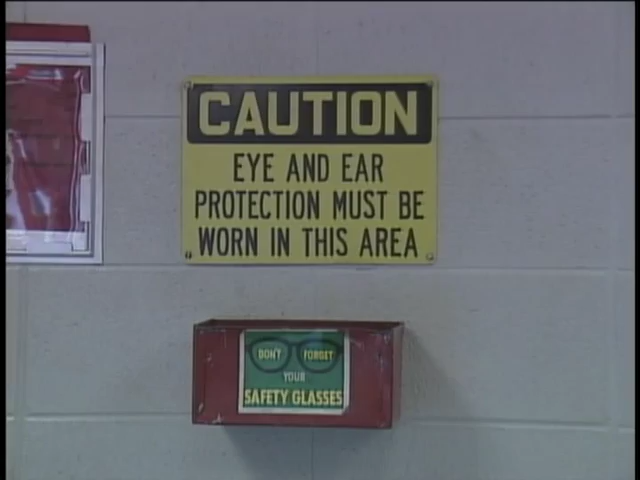 CAUTION
EYE AND EAR
PROTECTION MUST BE
WORN IN THIS AREA
DON'T FORGET
YOUR
SAFETY GLASSES